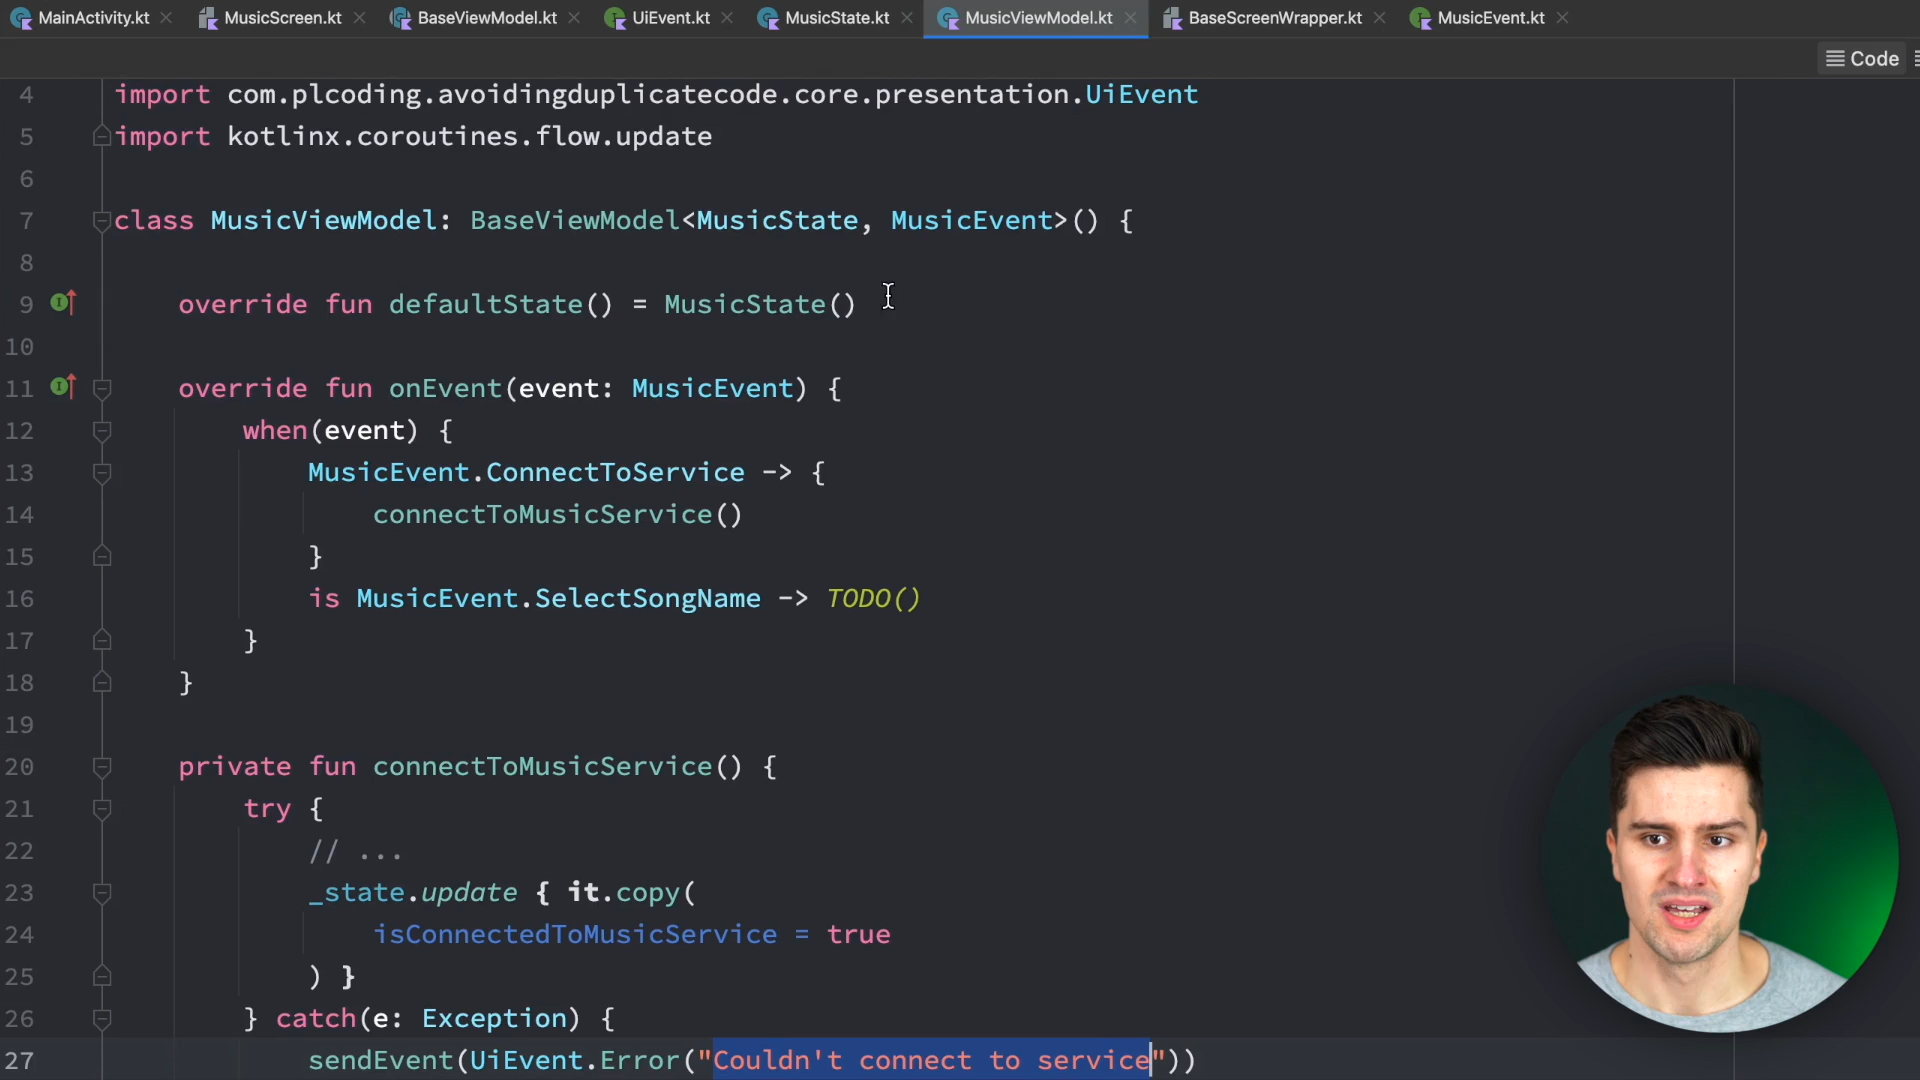 MainActivity.kt MusicScreen.kt BaseViewModel.kt UiEvent.kt MusicState.kt MusicViewModel.kt BaseScreenWrapper.kt MusicEvent.kt
Code
4 import com.plcoding.avoidingduplicatecode.core.presentation.UiEvent
5 import kotlinx.coroutines.flow.update
6
7 class MusicViewModel: BaseViewModel<MusicState, MusicEvent>() {
8
9 override fun defaultState() = MusicState()
10
11 override fun onEvent(event: MusicEvent) {
12 when(event) {
13 MusicEvent.ConnectToService -> {
14 connectToMusicService()
15 }
16 is MusicEvent.SelectSongName -> TODO()
17 }
18 }
19
20 private fun connectToMusicService() {
21 try {
22 // ...
23 _state.update { it.copy(
24 isConnectedToMusicService = true
25 ) }
26 } catch(e: Exception) {
27 sendEvent(UiEvent.Error("Couldn't connect to service"))